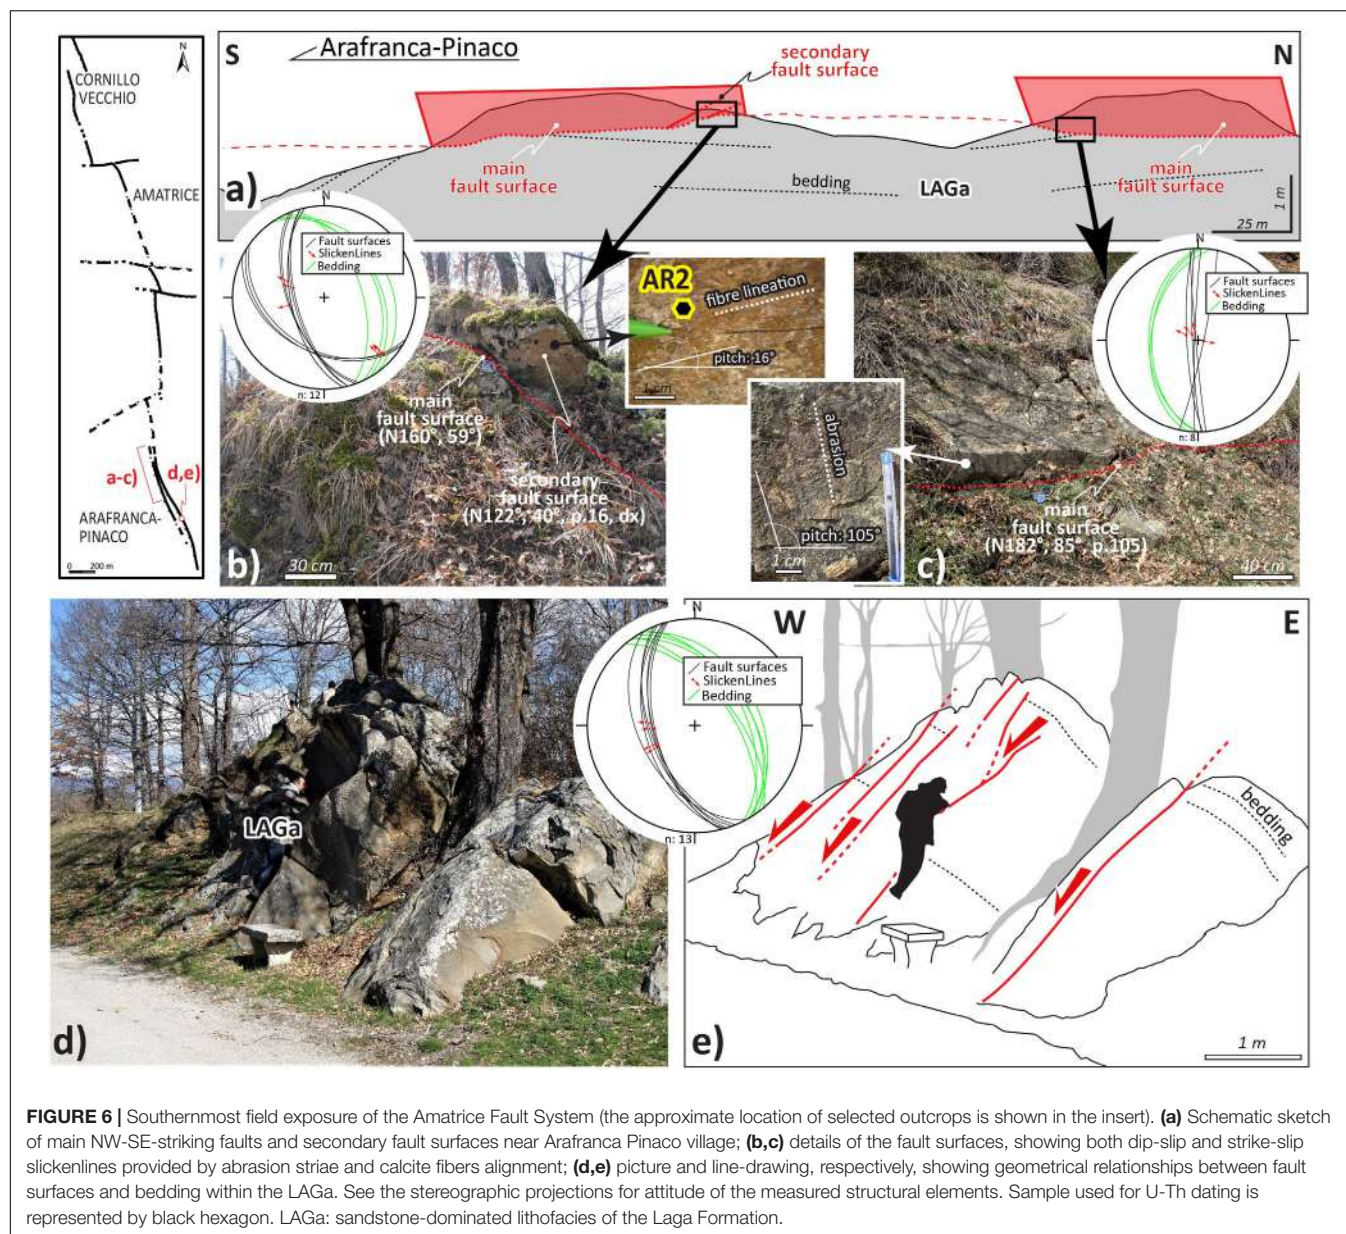 N
CORNILLO
VECCHIO
AMATRICE
a-c)
d,e)
ARAFRANCA-
PINACO
0 200 m
S
Arafranca-Pinaco
secondary
fault surface
N
main
fault surface
bedding
LAGa
main
fault surface
1 m
25 m
a)
N
Fault surfaces
SlickenLines
Bedding
n: 12
main
fault surface
(N160°, 59°)
secondary
fault surface
(N122°, 40°, p.16, dx)
b)
30 cm
AR2
fibre lineation
pitch: 16°
1 cm
abrasion
pitch: 105°
1 cm
N
Fault surfaces
SlickenLines
Bedding
n: 8
main
fault surface
(N182°, 85°, p.105)
c)
40 cm
LAGa
d)
N
Fault surfaces
SlickenLines
Bedding
n: 13
W
E
bedding
e)
1 m
FIGURE 6 | Southernmost field exposure of the Amatrice Fault System (the approximate location of selected outcrops is shown in the insert). (a) Schematic sketch
of main NW-SE-striking faults and secondary fault surfaces near Arafranca Pinaco village; (b,c) details of the fault surfaces, showing both dip-slip and strike-slip
slickenlines provided by abrasion striae and calcite fibers alignment; (d,e) picture and line-drawing, respectively, showing geometrical relationships between fault
surfaces and bedding within the LAGa. See the stereographic projections for attitude of the measured structural elements. Sample used for U-Th dating is
represented by black hexagon. LAGa: sandstone-dominated lithofacies of the Laga Formation.